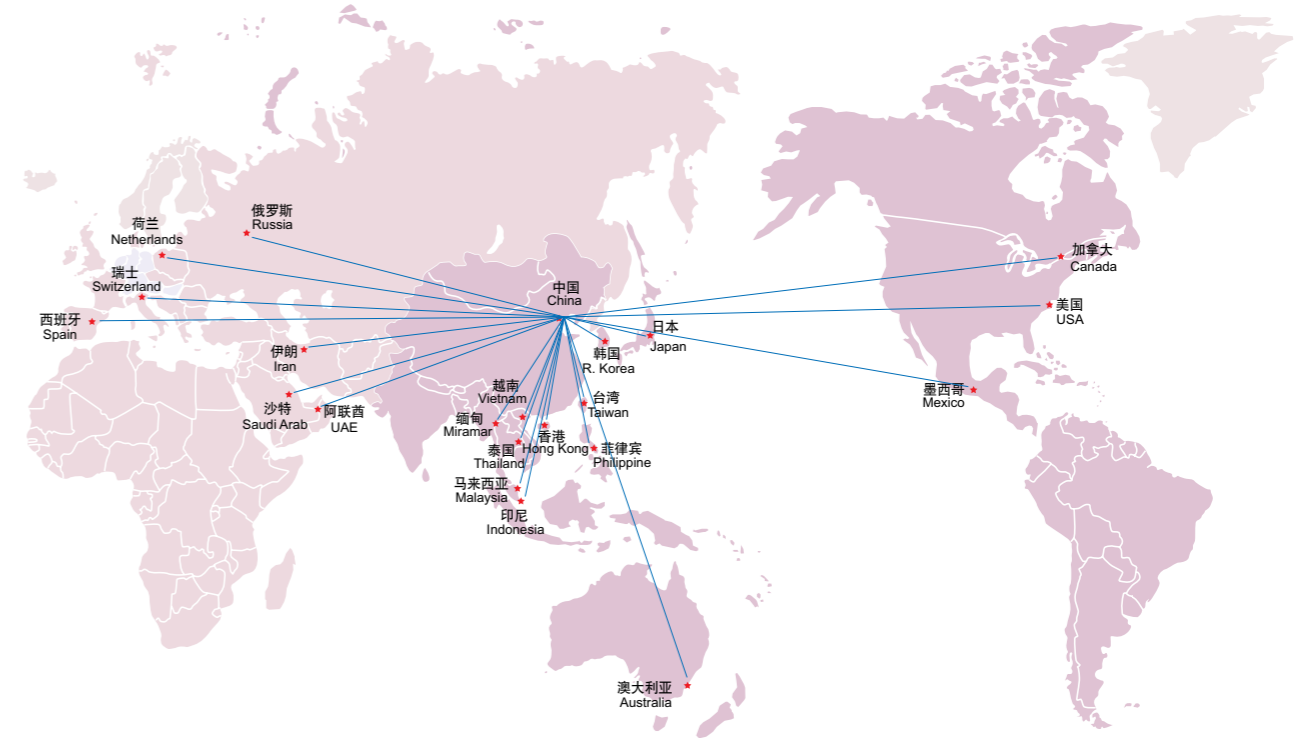 俄罗斯
Russia
荷兰
Netherlands
瑞士
Switzerland
西班牙
Spain
伊朗
Iran
沙特
Saudi Arab
阿联酋
UAE
中国
China
日本
Japan
韩国
R. Korea
越南
Vietnam
台湾
Taiwan
缅甸
Miramar
香港
Hong Kong
泰国
Thailand
菲律宾
Philippine
马来西亚
Malaysia
印尼
Indonesia
澳大利亚
Australia
加拿大
Canada
美国
USA
墨西哥
Mexico